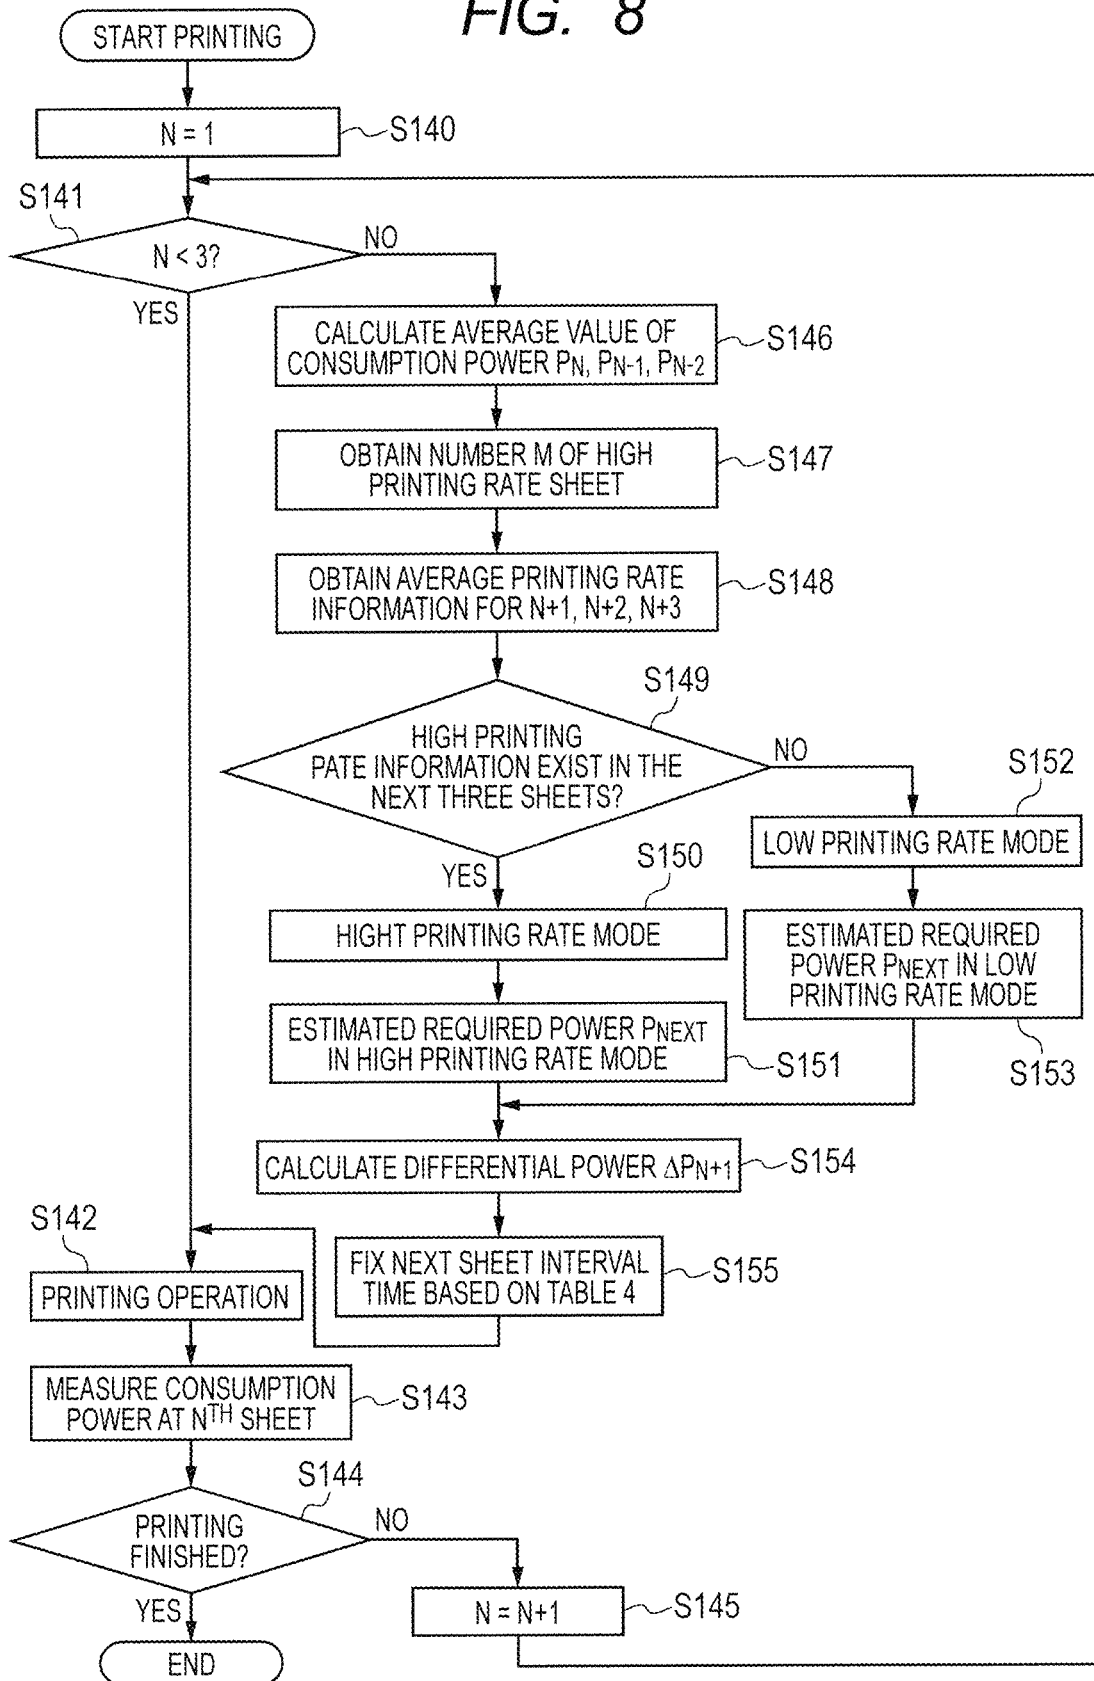 FIG. 8
START PRINTING
N = 1
S140
S141
N < 3?
NO
YES
CALCULATE AVERAGE VALUE OF
CONSUMPTION POWER PN, PN-1, PN-2
S146
OBTAIN NUMBER M OF HIGH
PRINTING RATE SHEET
S147
OBTAIN AVERAGE PRINTING RATE
INFORMATION FOR N+1, N+2, N+3
S148
S149
HIGH PRINTING
PATE INFORMATION EXIST IN THE
NEXT THREE SHEETS?
NO
YES
S152
LOW PRINTING RATE MODE
S150
HIGHT PRINTING RATE MODE
ESTIMATED REQUIRED
POWER PNEXT IN LOW
PRINTING RATE MODE
S153
ESTIMATED REQUIRED POWER PNEXT
IN HIGH PRINTING RATE MODE
S151
CALCULATE DIFFERENTIAL POWER ΔPN+1
S154
FIX NEXT SHEET INTERVAL
TIME BASED ON TABLE 4
S155
S142
PRINTING OPERATION
MEASURE CONSUMPTION
POWER AT NTH SHEET
S143
S144
PRINTING
FINISHED?
NO
YES
N = N+1
S145
END